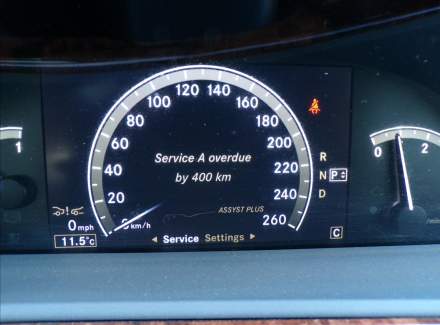 120 140
100 160
80 180
60 200
40 220
20 240
260
Service A overdue
by 400 km
ASSYST PLUS
km/h
0 mph
11.5°C
Service Settings
R
N
D
P
C
1
0 2